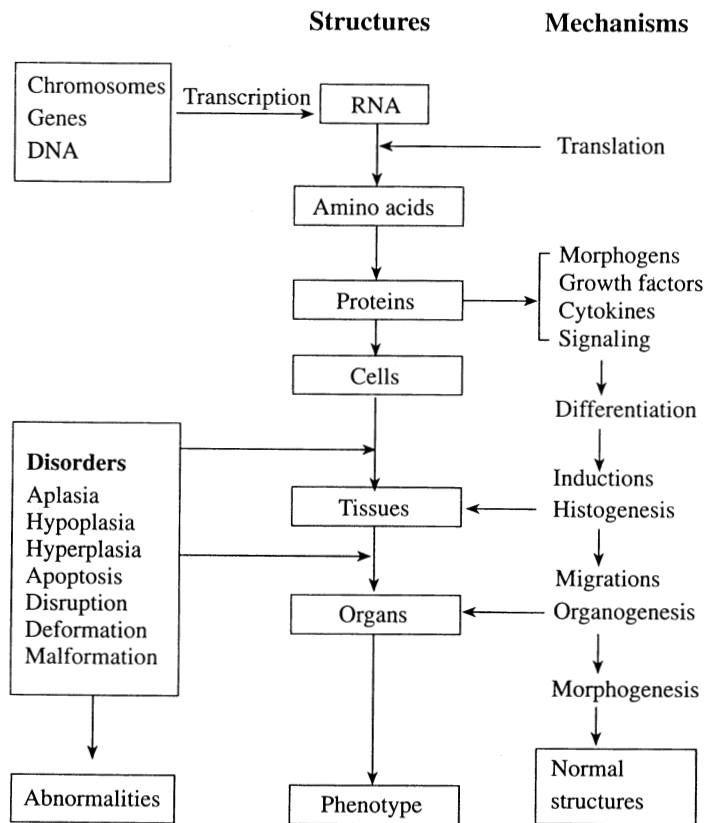 Structures
Mechanisms
Chromosomes
Genes
DNA
Transcription
RNA
Translation
Amino acids
Proteins
Morphogens
Growth factors
Cytokines
Signaling
Cells
Differentiation
Disorders
Aplasia
Hypoplasia
Hyperplasia
Apoptosis
Disruption
Deformation
Malformation
Inductions
Histogenesis
Tissues
Migrations
Organogenesis
Organs
Morphogenesis
Abnormalities
Phenotype
Normal
structures